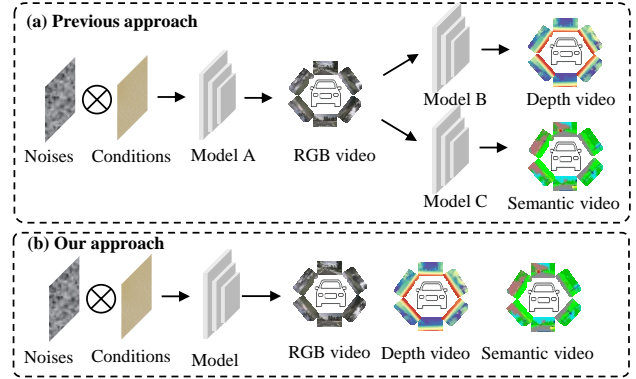 (a) Previous approach
Noises
Conditions
Model A
RGB video
Model B
Depth video
Model C
Semantic video
(b) Our approach
Noises
Conditions
Model
RGB video
Depth video
Semantic video